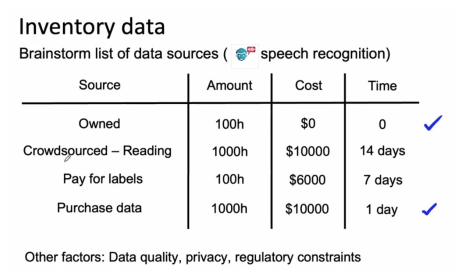 Inventory data
Brainstorm list of data sources ( speech recognition)
Source Amount Cost Time
Owned 100h $0 0
Crowdsourced – Reading 1000h $10000 14 days
Pay for labels 100h $6000 7 days
Purchase data 1000h $10000 1 day
Other factors: Data quality, privacy, regulatory constraints